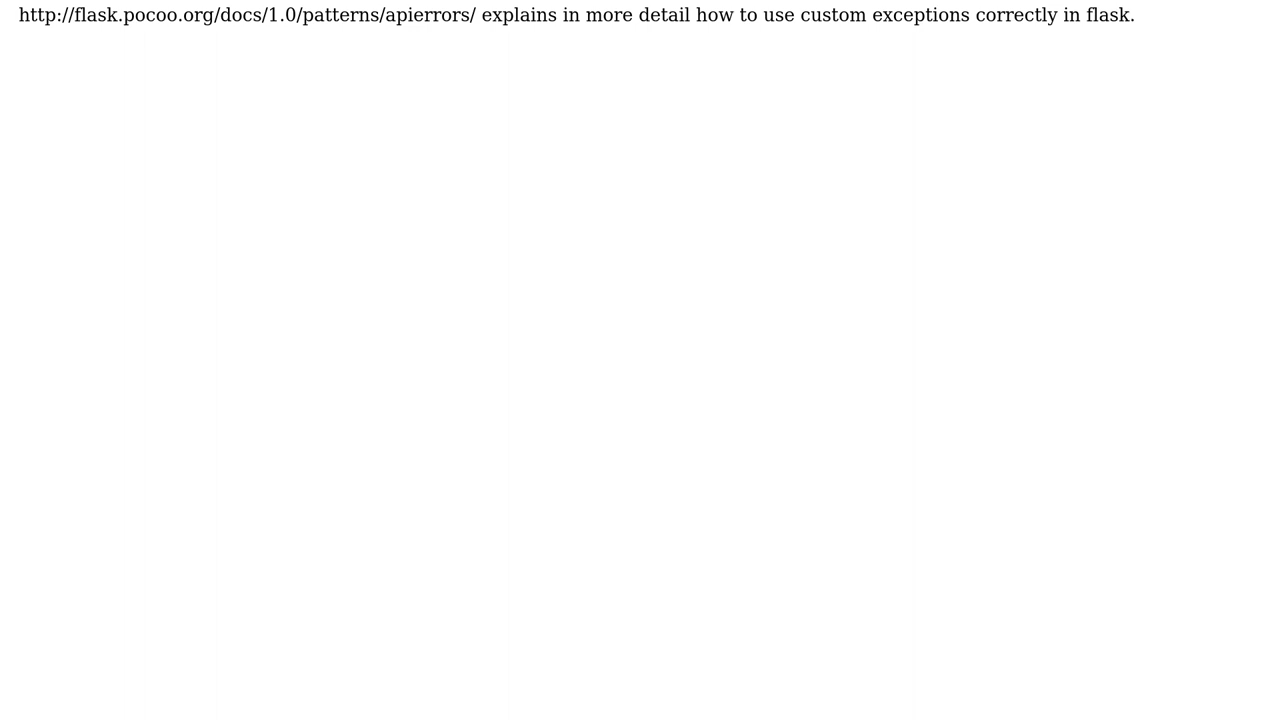 http://flask.pocoo.org/docs/1.0/patterns/apierrors/ explains in more detail how to use custom exceptions correctly in flask.